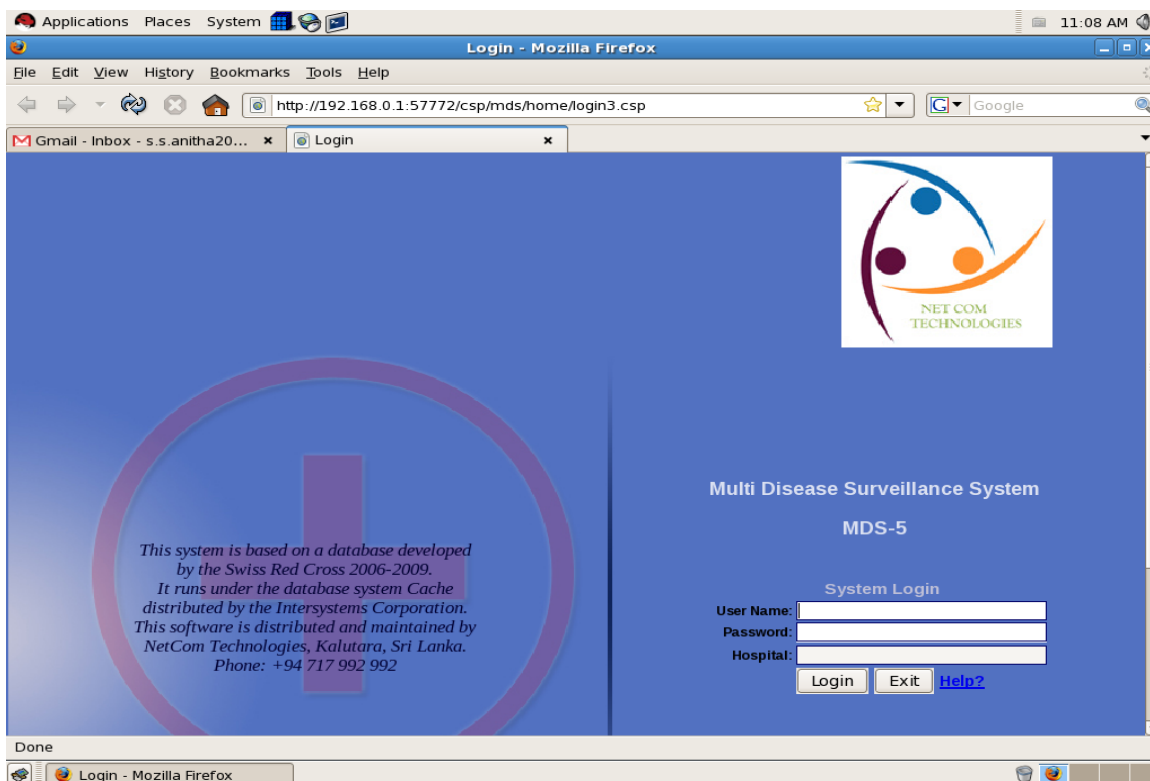 Applications Places System 11:08 AM
Login - Mozilla Firefox
File Edit View History Bookmarks Tools Help
http://192.168.0.1:57772/csp/mds/home/login3.csp G Google
Gmail - Inbox - s.s.anitha20... Login
NET COM
TECHNOLOGIES
Multi Disease Surveillance System
MDS-5
This system is based on a database developed
by the Swiss Red Cross 2006-2009.
It runs under the database system Cache
distributed by the Intersystems Corporation.
This software is distributed and maintained by
NetCom Technologies, Kalutara, Sri Lanka.
Phone: +94 717 992 992
System Login
User Name:
Password:
Hospital:
Login Exit Help?
Done
Login - Mozilla Firefox